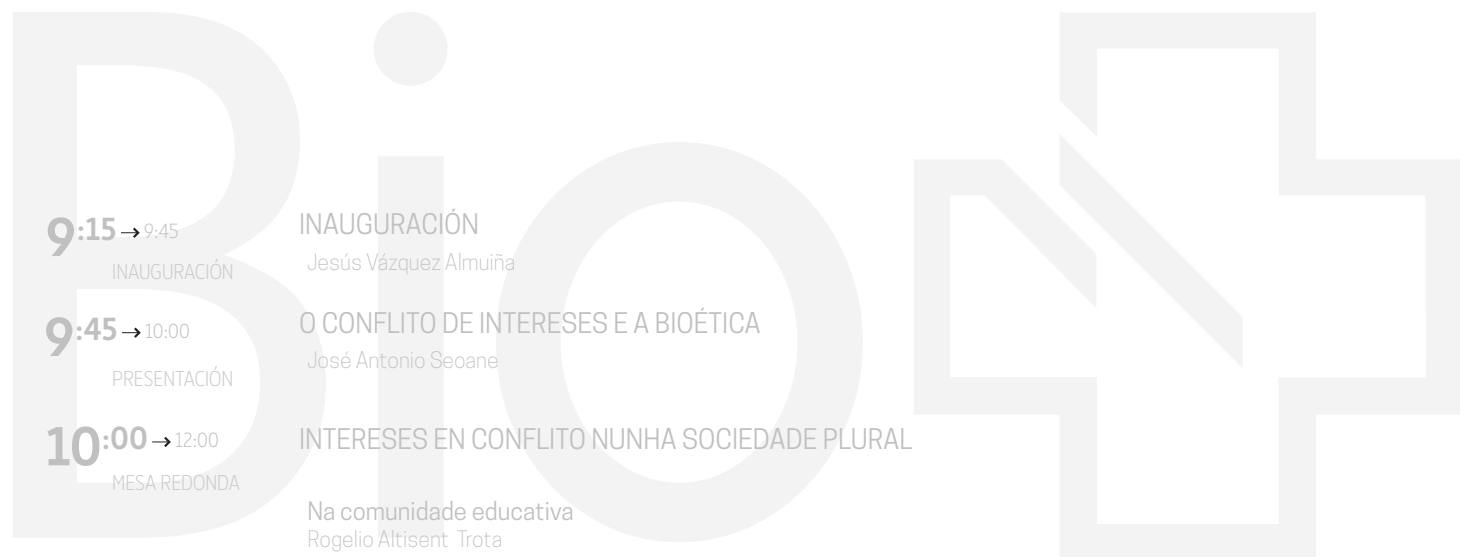 Bio
9:15 → 9:45
INAUGURACIÓN
INAUGURACIÓN
Jesús Vázquez Almuiña
9:45 → 10:00
PRESENTACIÓN
O CONFLITO DE INTERESES E A BIOÉTICA
José Antonio Seoane
10:00 → 12:00
MESA REDONDA
INTERESES EN CONFLITO NUNHA SOCIEDADE PLURAL
Na comunidade educativa
Rogelio Altisent Trota